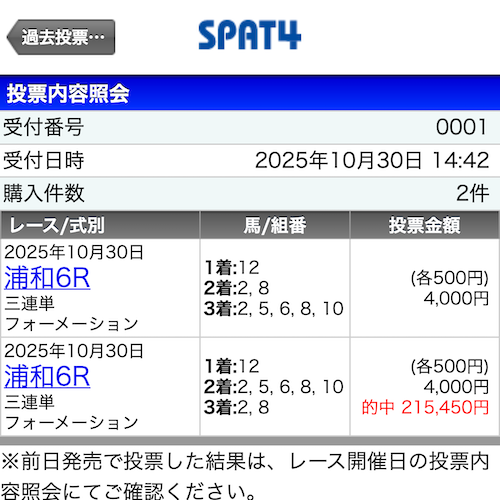 過去投票…
SPAT4
投票内容照会
受付番号 0001
受付日時 2025年10月30日 14:42
購入件数 2件
レース/式別 馬/組番 投票金額
2025年10月30日
浦和6R
三連単
フォーメーション
1着:12
2着:2, 8
3着:2, 5, 6, 8, 10
(各500円)
4,000円
2025年10月30日
浦和6R
三連単
フォーメーション
1着:12
2着:2, 5, 6, 8, 10
3着:2, 8
(各500円)
4,000円
的中 215,450円
※前日発売で投票した結果は、レース開催日の投票内
容照会にてご確認ください。